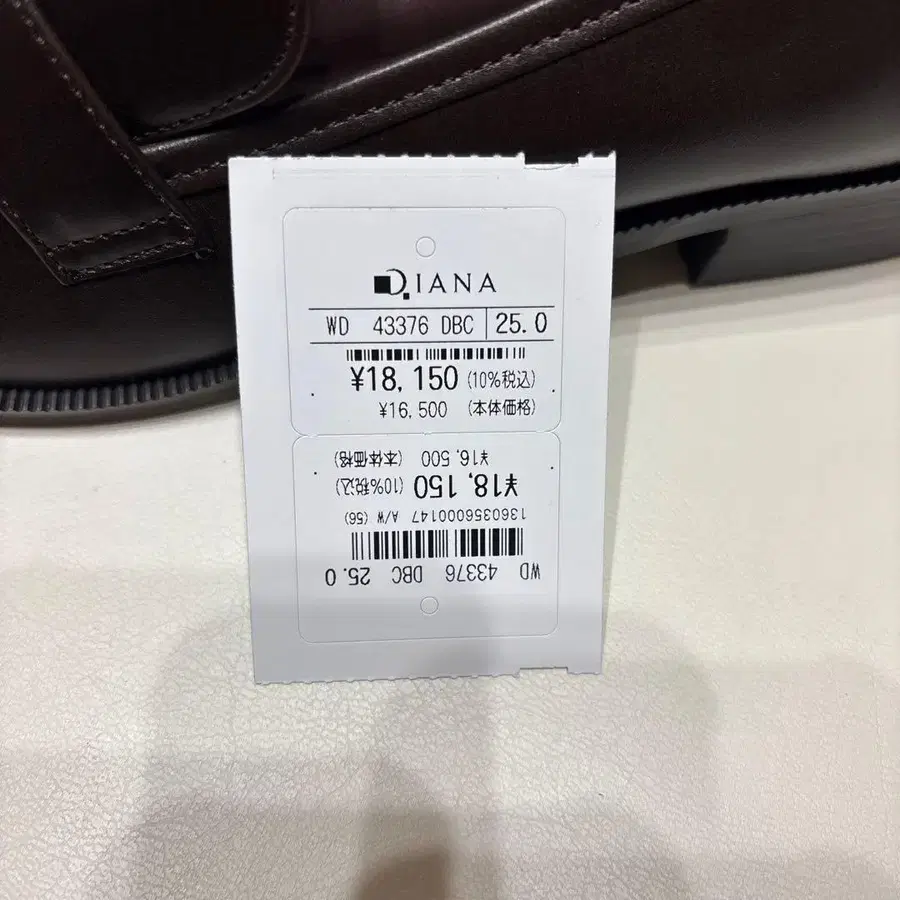 DIANA
WD 43376 DBC 25.0
¥18,150 (10%税込)
¥16,500 (本体価格)
WD 43376 DBC 25.0
1360356000147 A/W (56)
¥18,150 (10%税込)
¥16,500 (本体価格)